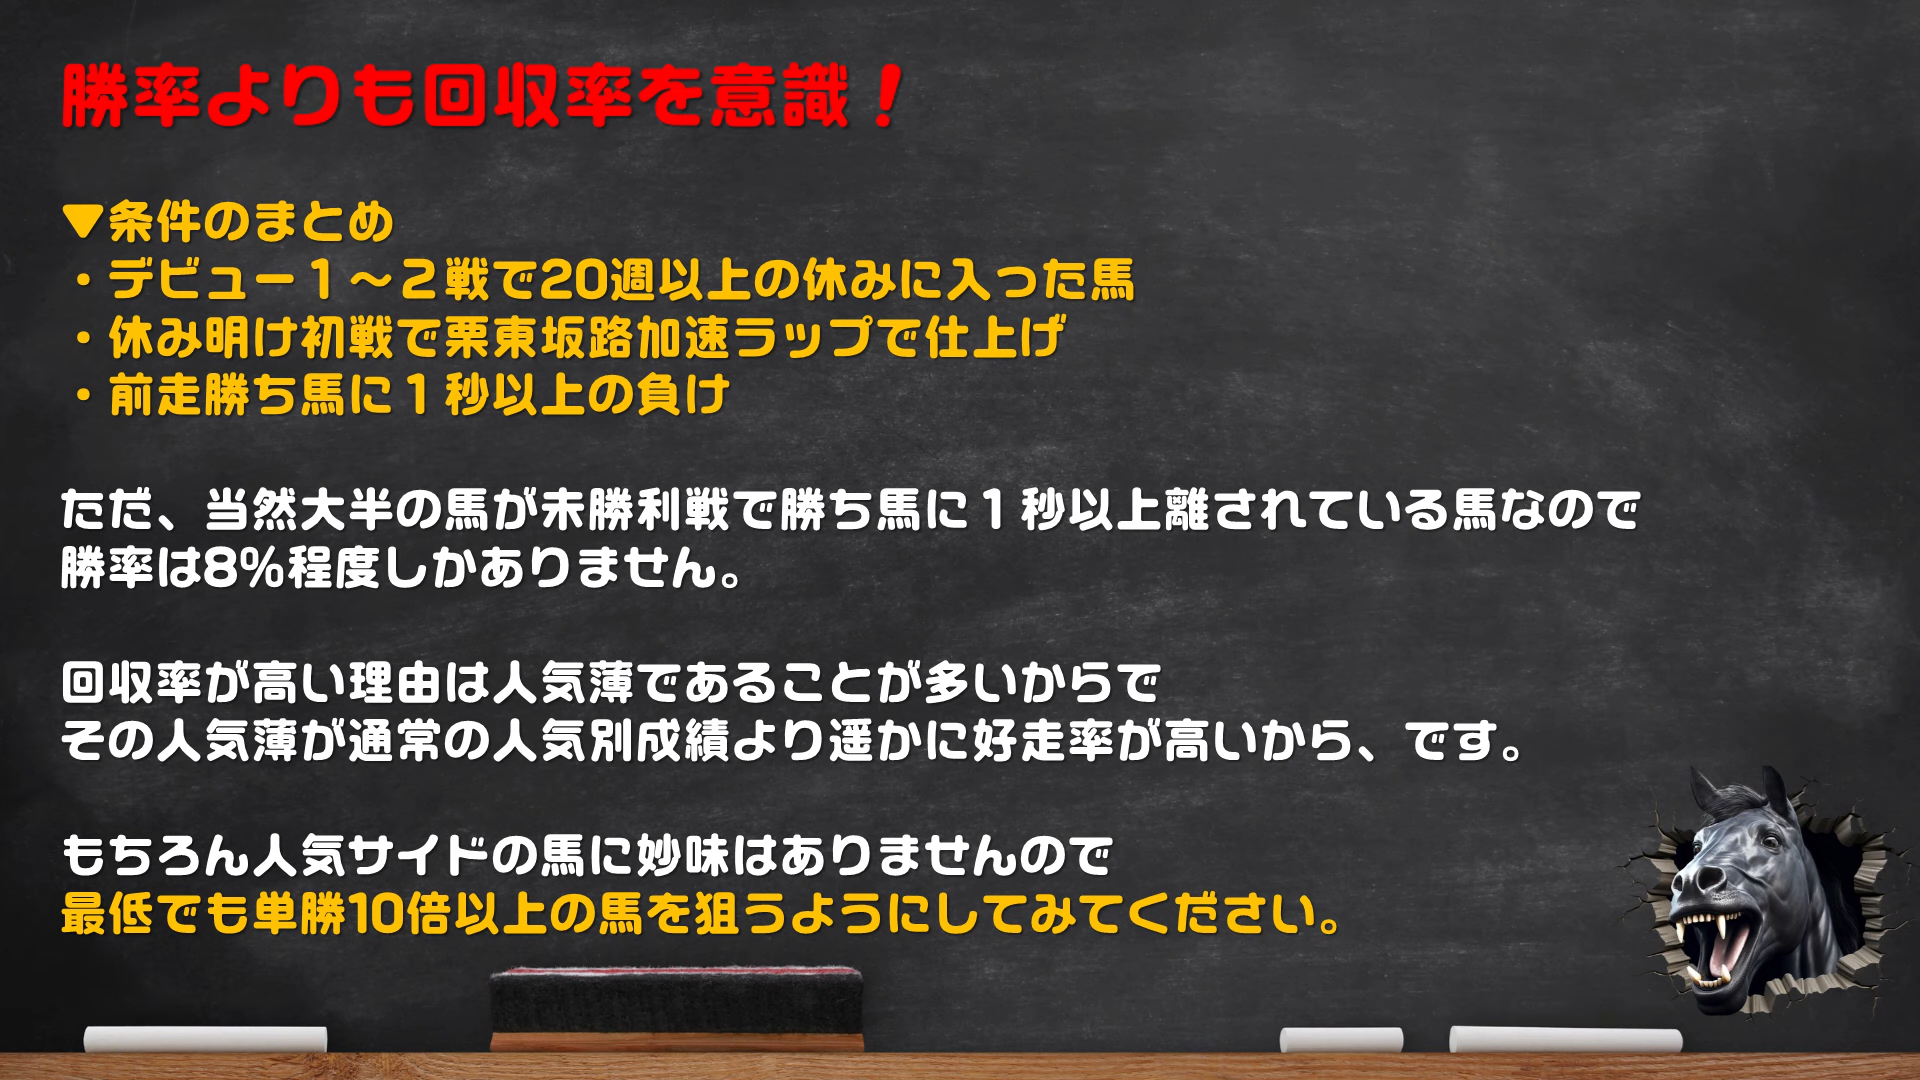 勝率よりも回収率を意識！
▼条件のまとめ
・デビュー１～２戦で20週以上の休みに入った馬
・休み明け初戦で栗東坂路加速ラップで仕上げ
・前走勝ち馬に１秒以上の負け
ただ、当然大半の馬が未勝利戦で勝ち馬に１秒以上離されている馬なので
勝率は8%程度しかありません。
回収率が高い理由は人気薄であることが多いからで
その人気薄が通常の人気別成績より遥かに好走率が高いから、です。
もちろん人気サイドの馬に妙味はありませんので
最低でも単勝10倍以上の馬を狙うようにしてみてください。